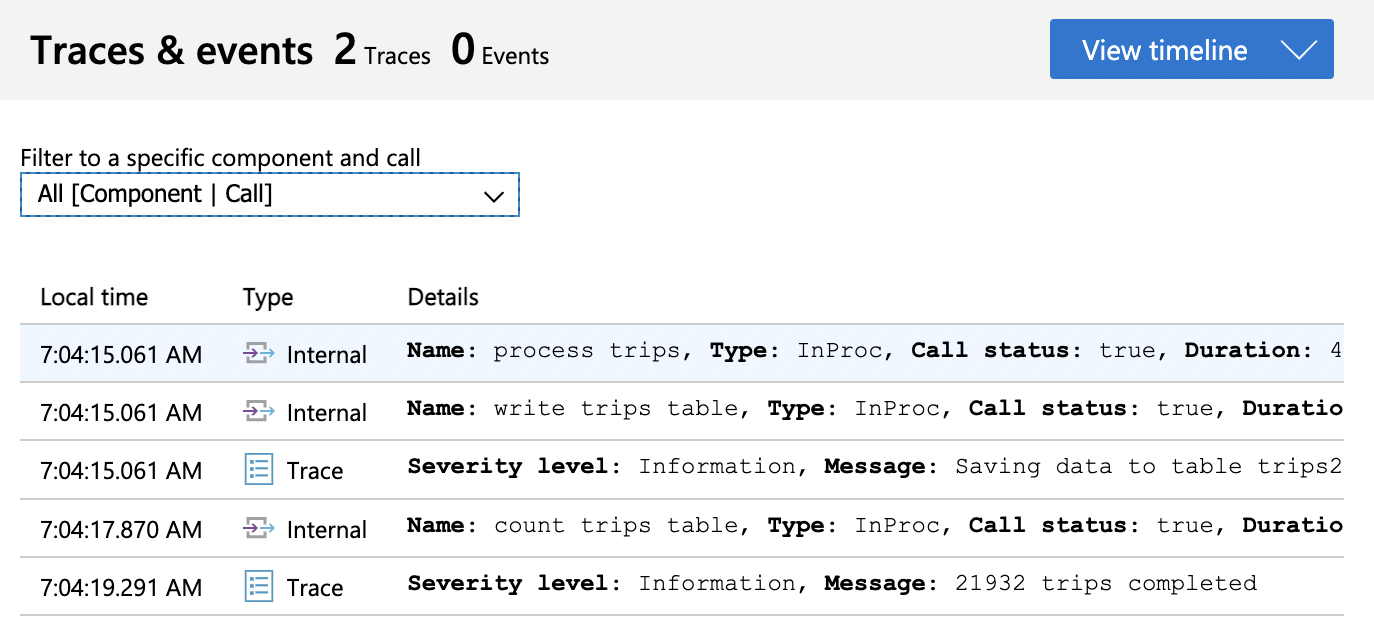 Traces & events 2 Traces 0 Events
View timeline
Filter to a specific component and call
All [Component | Call]
Local time Type Details
7:04:15.061 AM Internal Name: process trips, Type: InProc, Call status: true, Duration: 4
7:04:15.061 AM Internal Name: write trips table, Type: InProc, Call status: true, Duratio
7:04:15.061 AM Trace Severity level: Information, Message: Saving data to table trips2
7:04:17.870 AM Internal Name: count trips table, Type: InProc, Call status: true, Duratio
7:04:19.291 AM Trace Severity level: Information, Message: 21932 trips completed